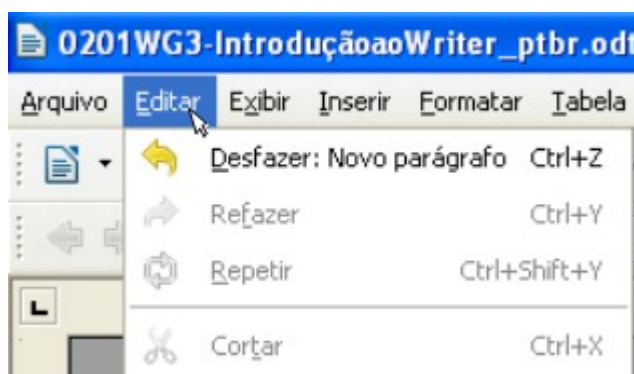 0201WG3-IntroduçãoaoWriter_ptbr.odt
Arquivo Editar Exibir Inserir Formatar Tabela
Desfazer: Novo parágrafo Ctrl+Z
Refazer Ctrl+Y
Repetir Ctrl+Shift+Y
Cortar Ctrl+X